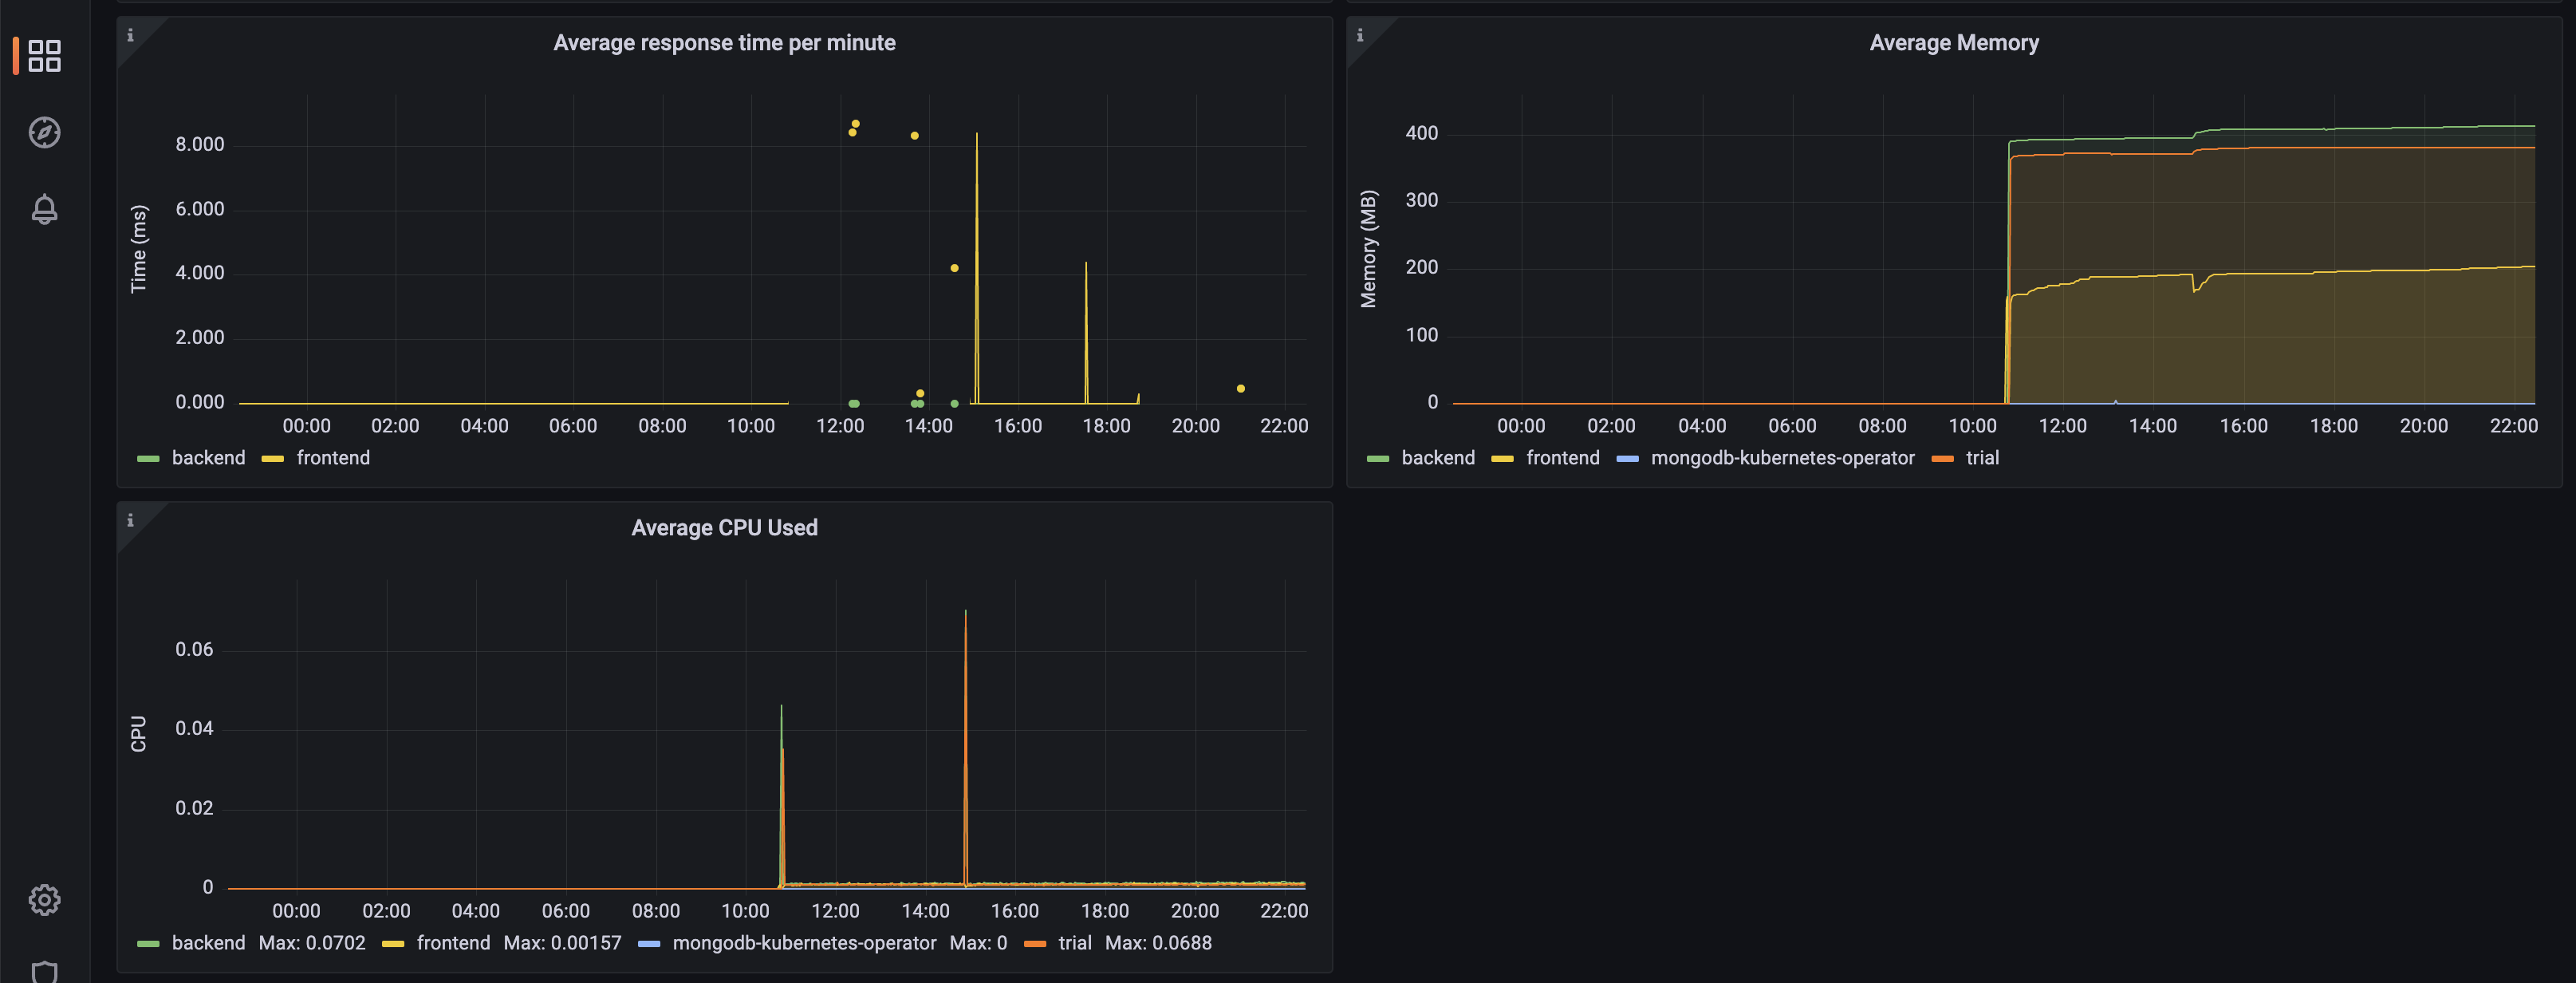 Average response time per minute
Time (ms)
8.000
6.000
4.000
2.000
0.000
00:00 02:00 04:00 06:00 08:00 10:00 12:00 14:00 16:00 18:00 20:00 22:00
backend frontend
Average Memory
Memory (MB)
400
300
200
100
0
00:00 02:00 04:00 06:00 08:00 10:00 12:00 14:00 16:00 18:00 20:00 22:00
backend frontend mongodb-kubernetes-operator trial
Average CPU Used
CPU
0.06
0.04
0.02
0
00:00 02:00 04:00 06:00 08:00 10:00 12:00 14:00 16:00 18:00 20:00 22:00
backend Max: 0.0702 frontend Max: 0.00157 mongodb-kubernetes-operator Max: 0 trial Max: 0.0688